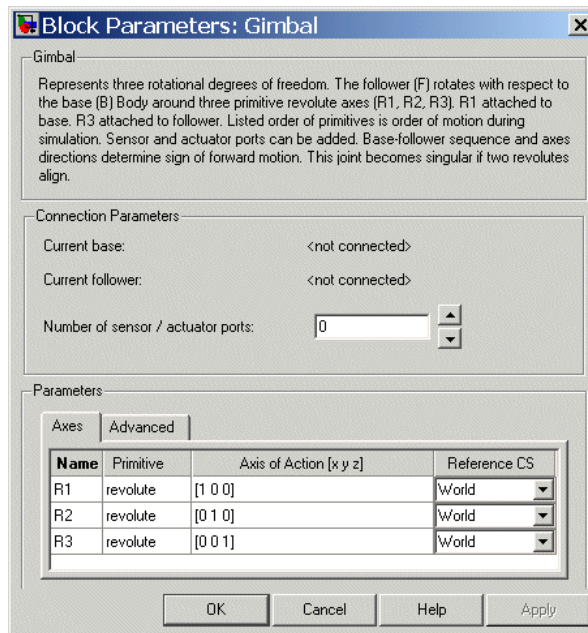 Block Parameters: Gimbal
Gimbal
Represents three rotational degrees of freedom. The follower (F) rotates with respect to
the base (B) Body around three primitive revolute axes (R1, R2, R3). R1 attached to
base. R3 attached to follower. Listed order of primitives is order of motion during
simulation. Sensor and actuator ports can be added. Base-follower sequence and axes
directions determine sign of forward motion. This joint becomes singular if two revolutes
align.
Connection Parameters
Current base: <not connected>
Current follower: <not connected>
Number of sensor / actuator ports: 0
Parameters
Axes Advanced
Name Primitive Axis of Action [x y z] Reference CS
R1 revolute [1 0 0] World
R2 revolute [0 1 0] World
R3 revolute [0 0 1] World
OK Cancel Help Apply